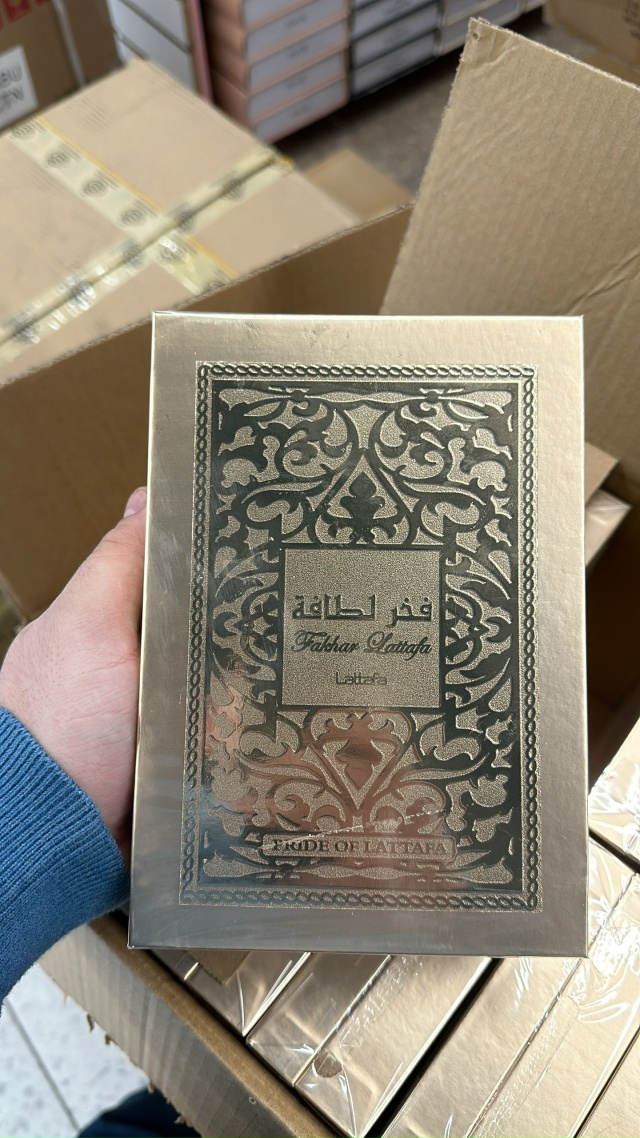 فخر لطافة
Fakhar Lattafa
Lattafa
PRIDE OF LATTAFA